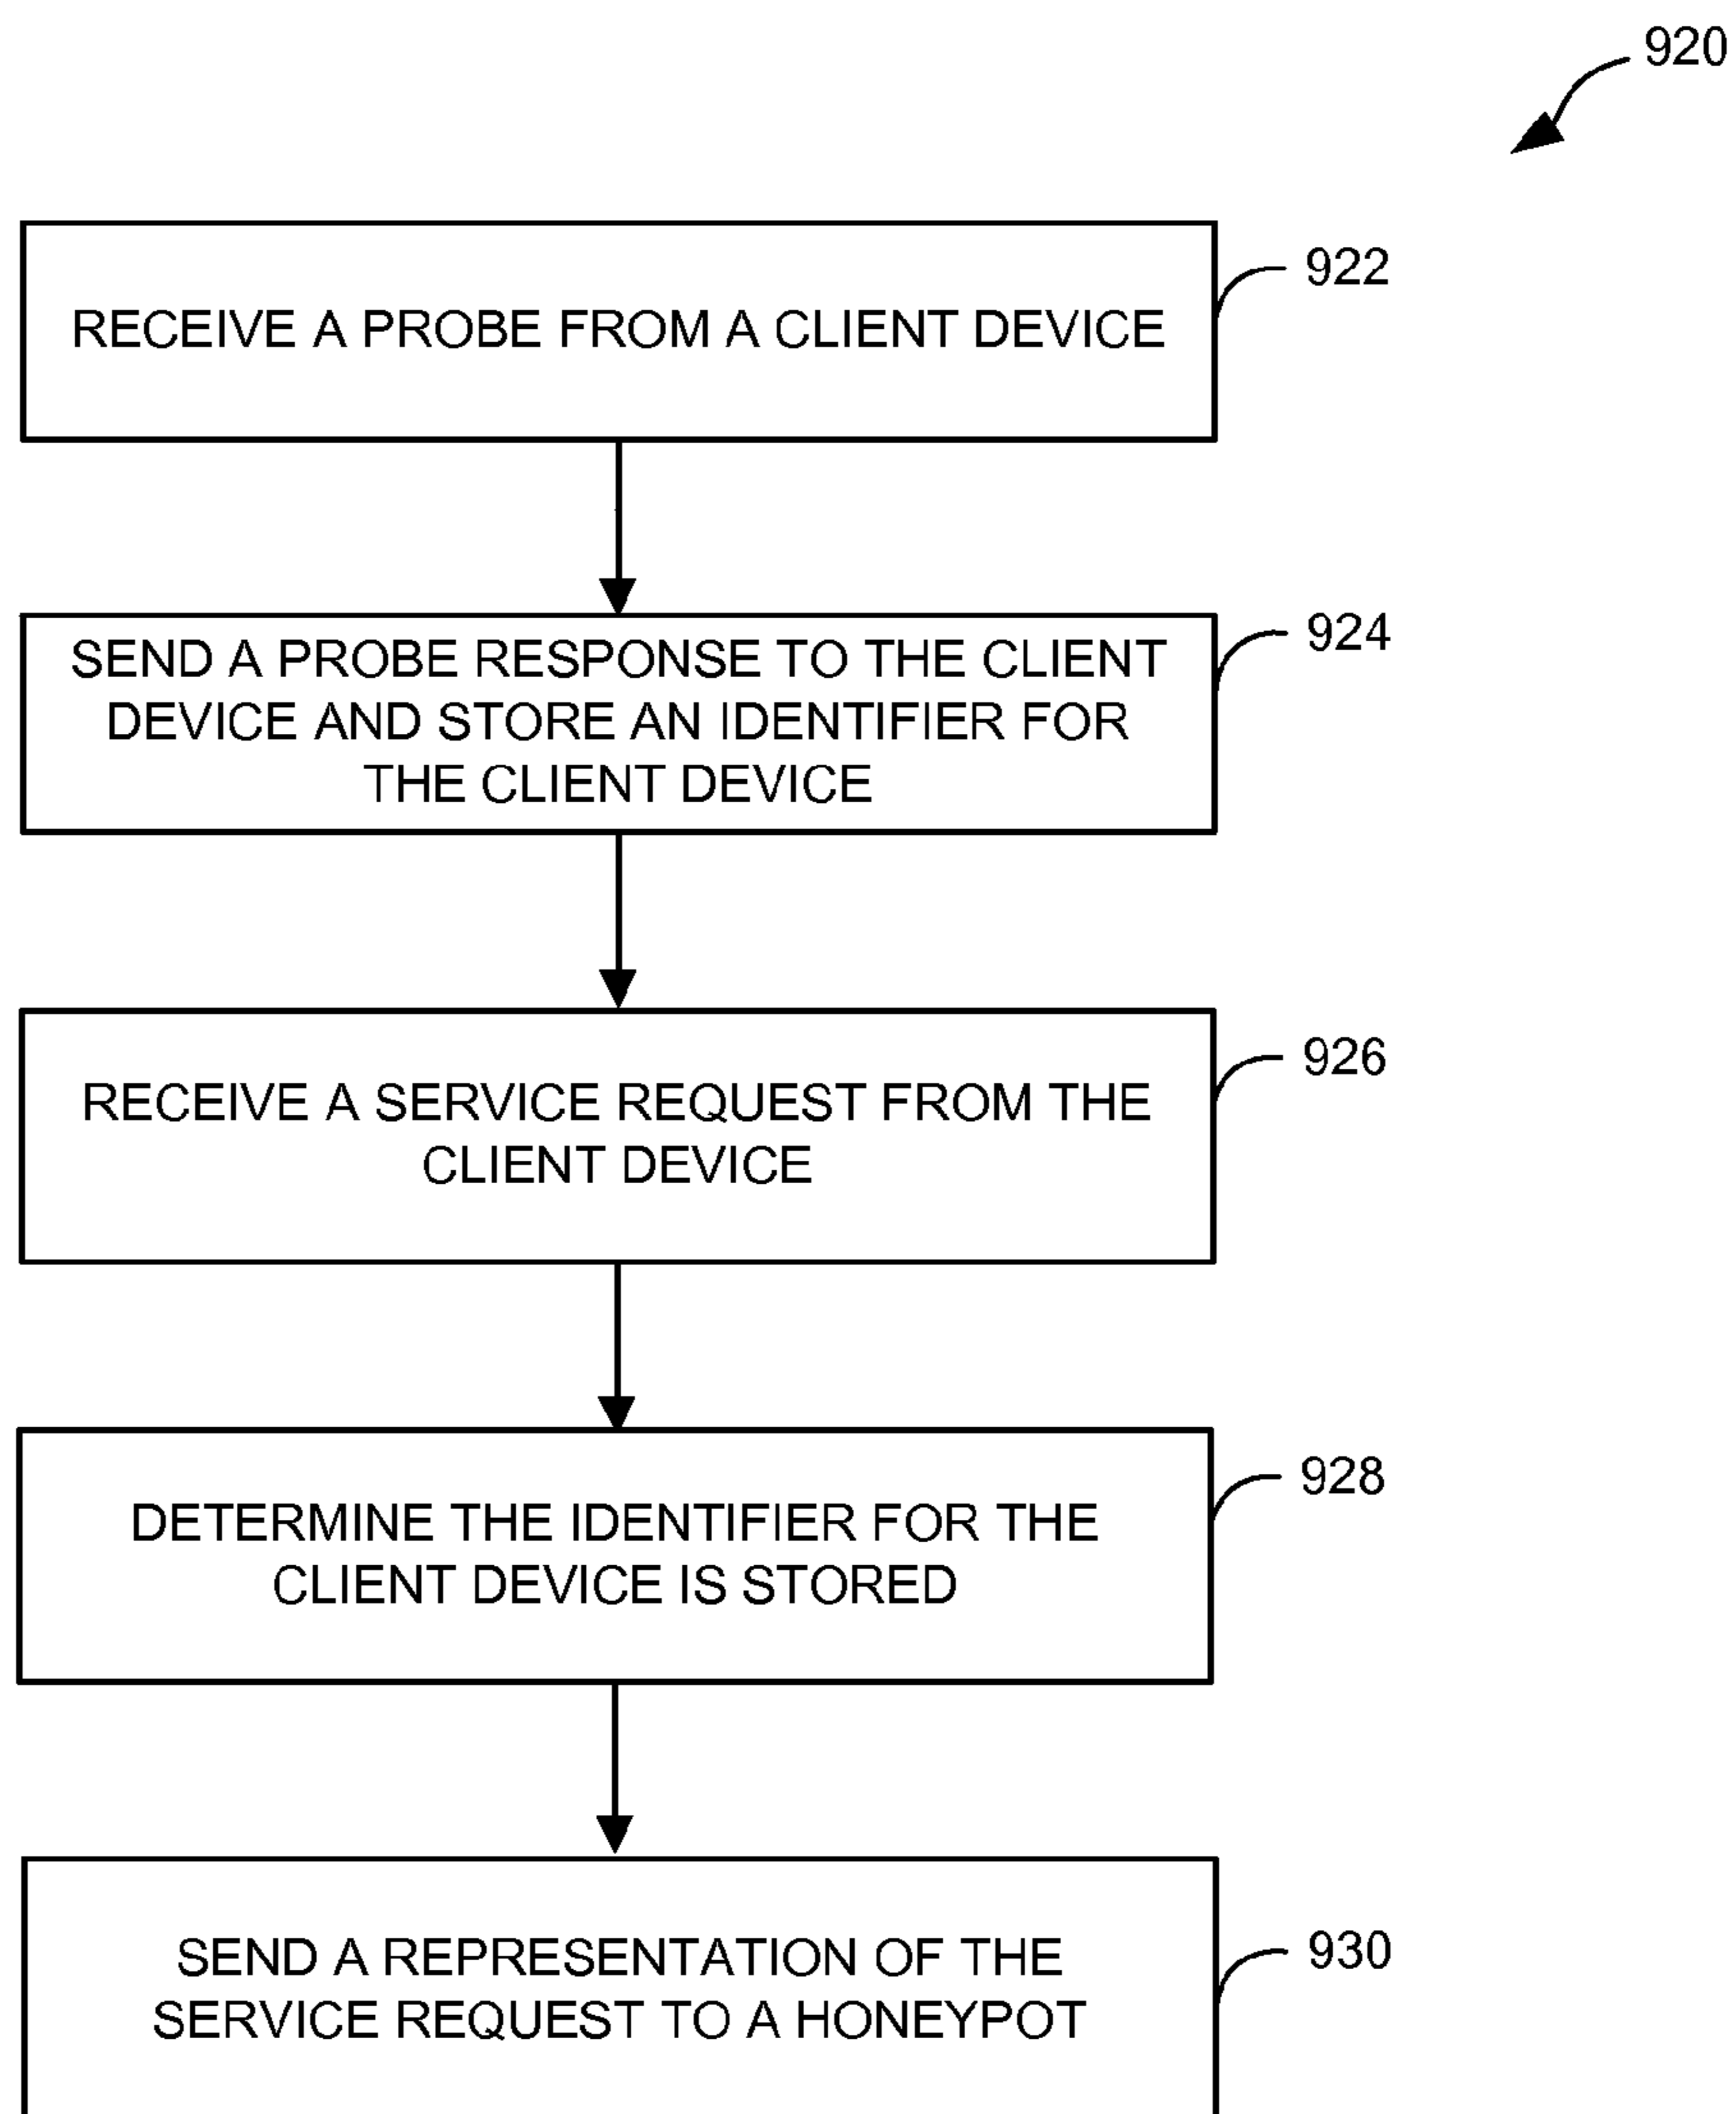 920
RECEIVE A PROBE FROM A CLIENT DEVICE
922
SEND A PROBE RESPONSE TO THE CLIENT
DEVICE AND STORE AN IDENTIFIER FOR
THE CLIENT DEVICE
924
RECEIVE A SERVICE REQUEST FROM THE
CLIENT DEVICE
926
DETERMINE THE IDENTIFIER FOR THE
CLIENT DEVICE IS STORED
928
SEND A REPRESENTATION OF THE
SERVICE REQUEST TO A HONEYPOT
930